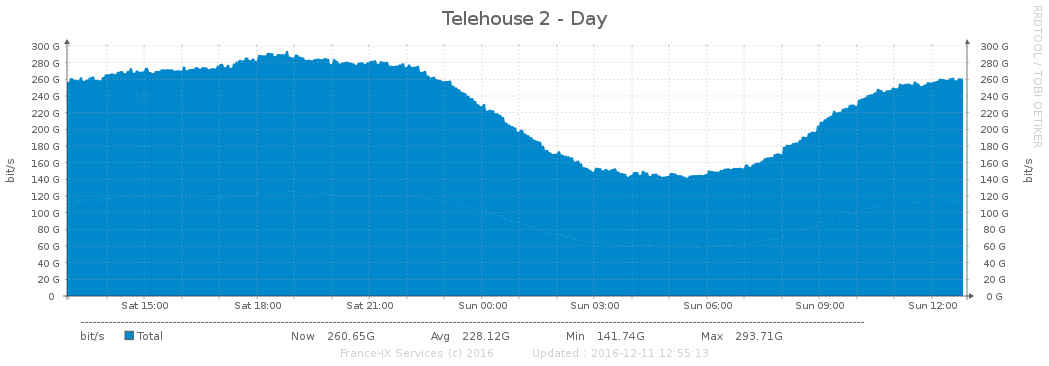 Telehouse 2 - Day
RRDTOOL / TOBI OETIKER
bit/s
300 G 300 G
280 G 280 G
260 G 260 G
240 G 240 G
220 G 220 G
200 G 200 G
180 G 180 G
160 G 160 G
140 G 140 G
120 G 120 G
100 G 100 G
80 G 80 G
60 G 60 G
40 G 40 G
20 G 20 G
0 0 G
bit/s
Sat 15:00 Sat 18:00 Sat 21:00 Sun 00:00 Sun 03:00 Sun 06:00 Sun 09:00 Sun 12:00
bit/s Total Now 260.65G Avg 228.12G Min 141.74G Max 293.71G
France-IX Services (c) 2016 Updated : 2016-12-11 12:55:13